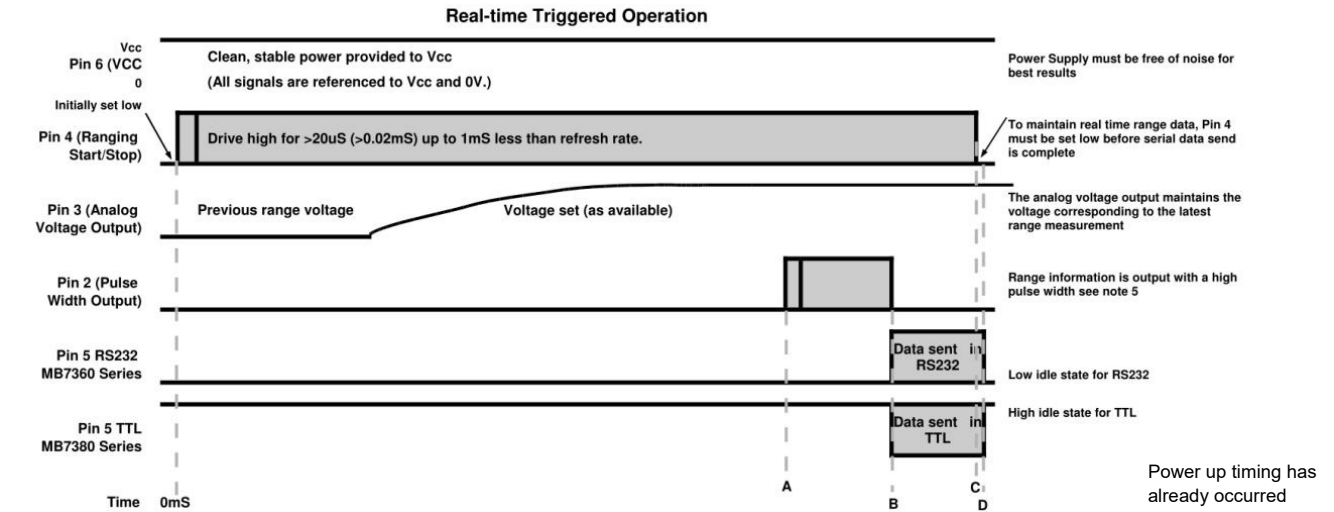 Real-time Triggered Operation
Vcc
Pin 6 (VCC
0
Clean, stable power provided to Vcc
(All signals are referenced to Vcc and 0V.)
Power Supply must be free of noise for
best results
Initially set low
Pin 4 (Ranging
Start/Stop)
Drive high for >20uS (>0.02mS) up to 1mS less than refresh rate.
To maintain real time range data, Pin 4
must be set low before serial data send
is complete
Pin 3 (Analog
Voltage Output)
Previous range voltage
Voltage set (as available)
The analog voltage output maintains the
voltage corresponding to the latest
range measurement
Pin 2 (Pulse
Width Output)
Range information is output with a high
pulse width see note 5
Pin 5 RS232
MB7360 Series
Data sent in
RS232
Low idle state for RS232
Pin 5 TTL
MB7380 Series
Data sent in
TTL
High idle state for TTL
Power up timing has
already occurred
Time 0mS
A
B
C
D